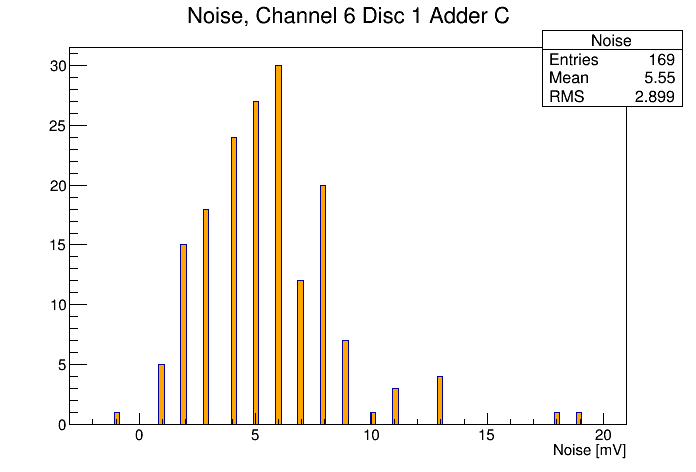 Noise, Channel 6 Disc 1 Adder C
Noise
Entries 169
Mean 5.55
RMS 2.899
30
25
20
15
10
5
0
0 5 10 15 20
Noise [mV]